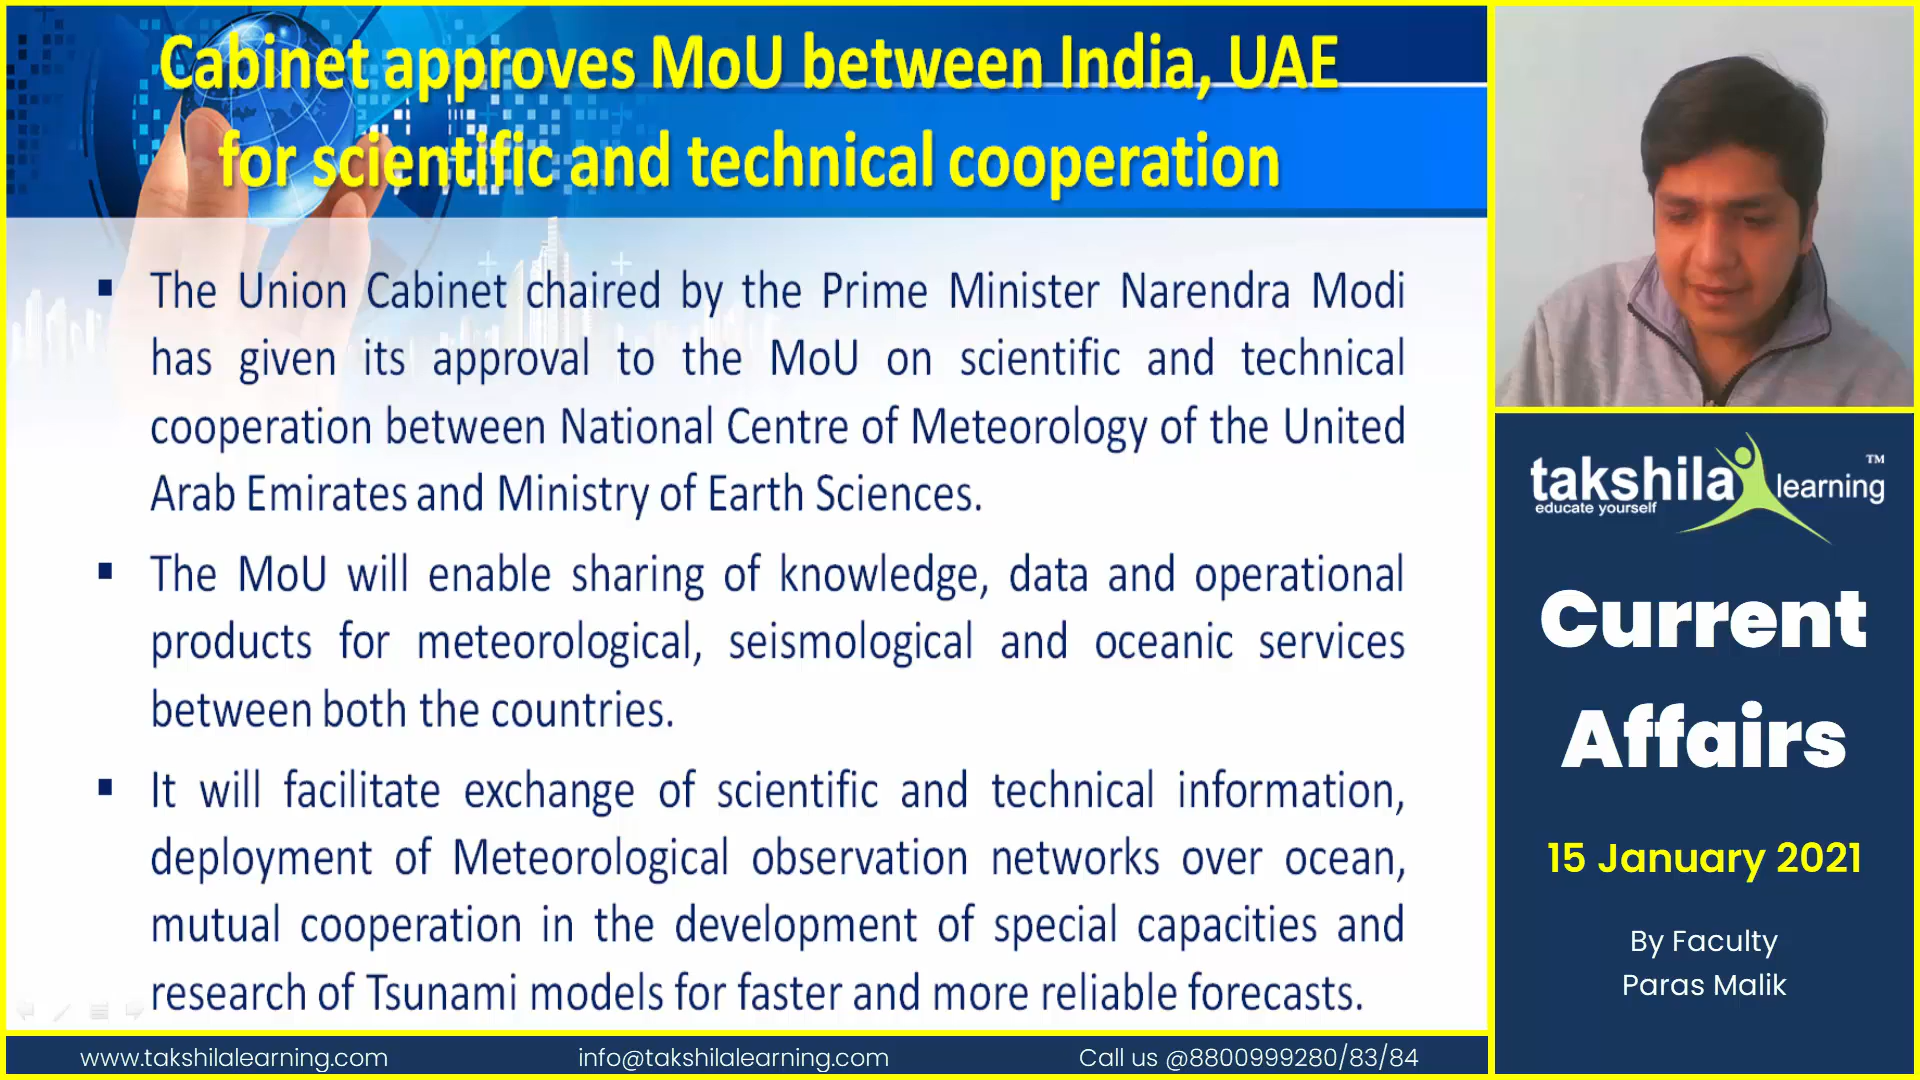 Cabinet approves MoU between India, UAE
for scientific and technical cooperation
▪ The Union Cabinet chaired by the Prime Minister Narendra Modi
has given its approval to the MoU on scientific and technical
cooperation between National Centre of Meteorology of the United
Arab Emirates and Ministry of Earth Sciences.
▪ The MoU will enable sharing of knowledge, data and operational
products for meteorological, seismological and oceanic services
between both the countries.
▪ It will facilitate exchange of scientific and technical information,
deployment of Meteorological observation networks over ocean,
mutual cooperation in the development of special capacities and
research of Tsunami models for faster and more reliable forecasts.
takshila learning ™
educate yourself
Current
Affairs
15 January 2021
By Faculty
Paras Malik
www.takshilalearning.com
info@takshilalearning.com
Call us @8800999280/83/84